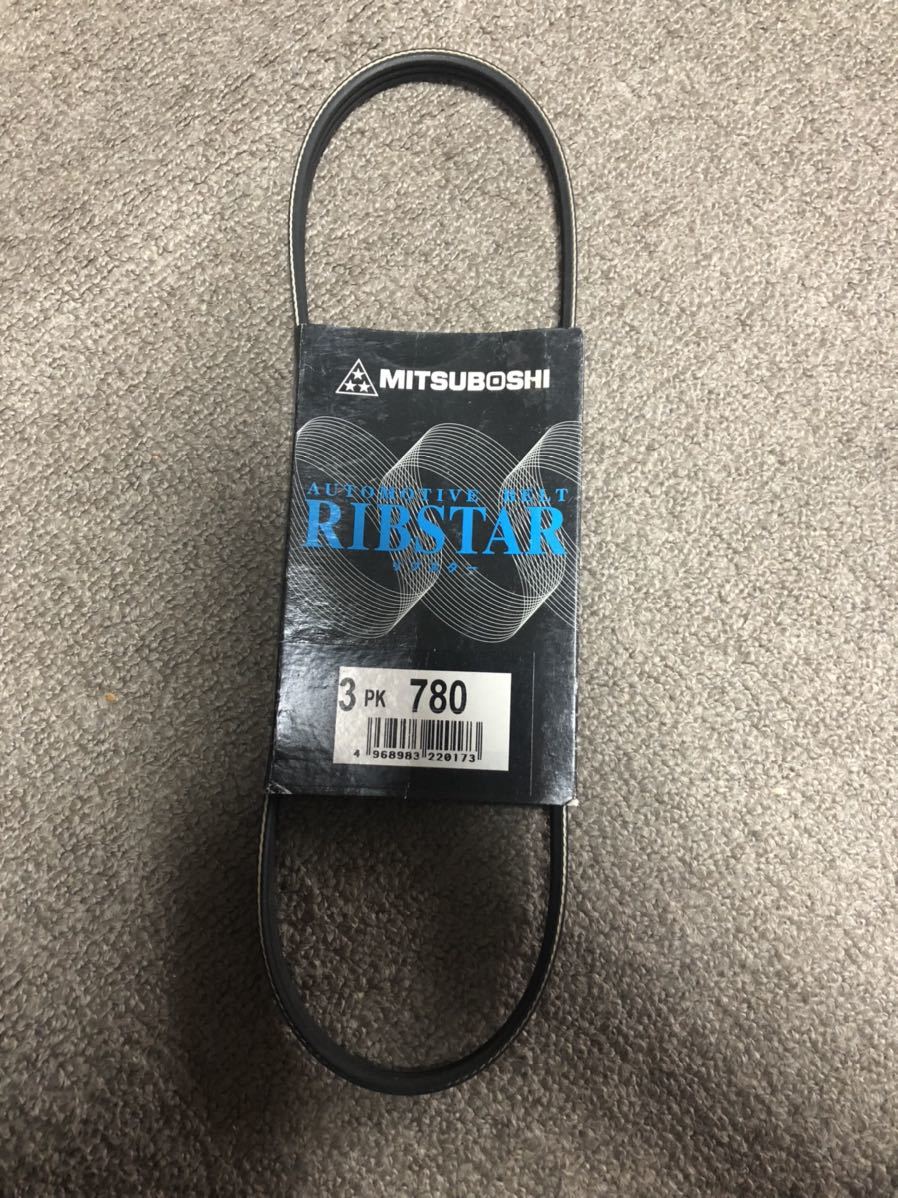 MITSUBOSHI
AUTOMOTIVE BELT
RIBSTAR
リブスター
3 PK 780
4 968983 220173